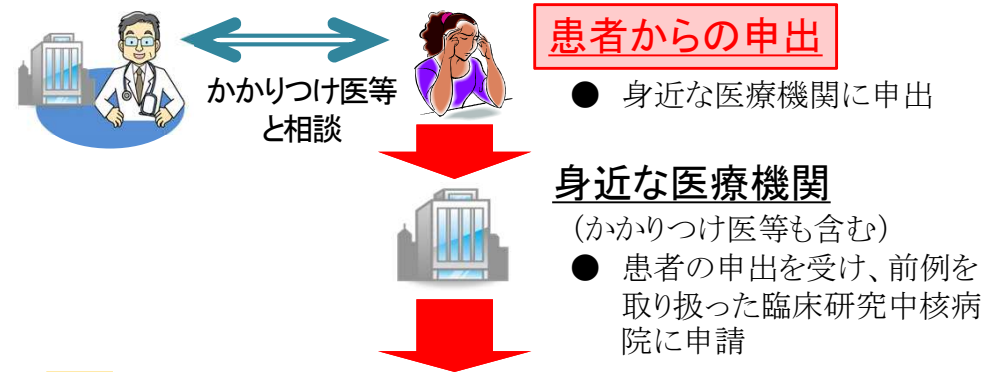 かかりつけ医等
と相談
患者からの申出
● 身近な医療機関に申出
身近な医療機関
(かかりつけ医等も含む)
● 患者の申出を受け、前例を
取り扱った臨床研究中核病
院に申請